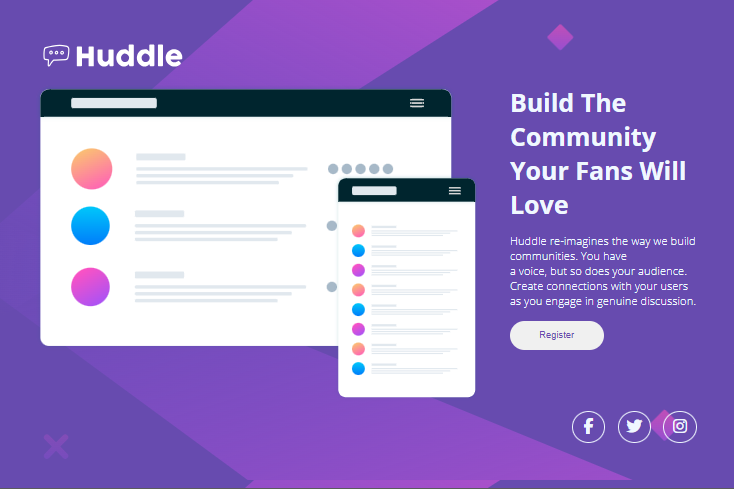 Huddle
Build The
Community
Your Fans Will
Love
Huddle re-imagines the way we build
communities. You have
a voice, but so does your audience.
Create connections with your users
as you engage in genuine discussion.
Register